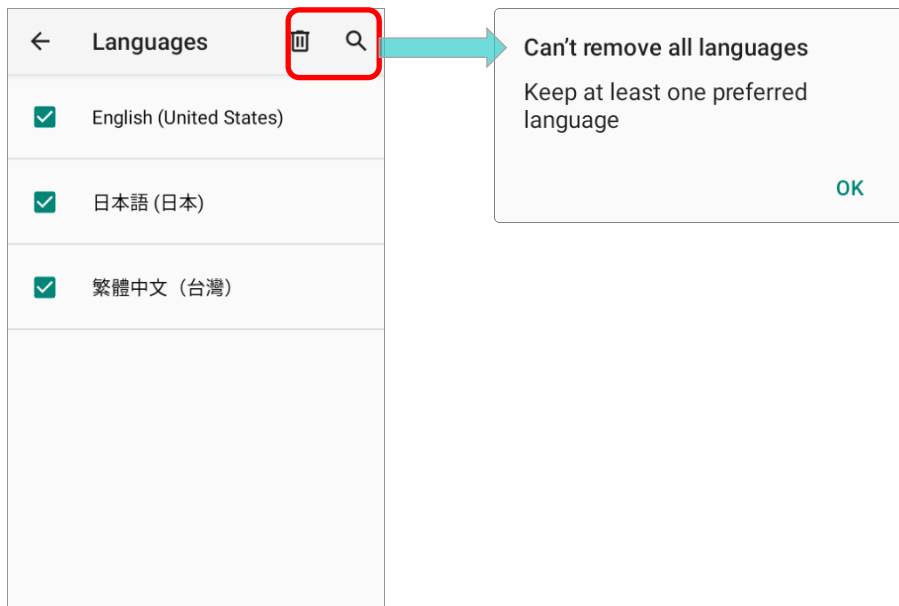 Languages
English (United States)
日本語 (日本)
繁體中文（台灣）
Can’t remove all languages
Keep at least one preferred
language
OK